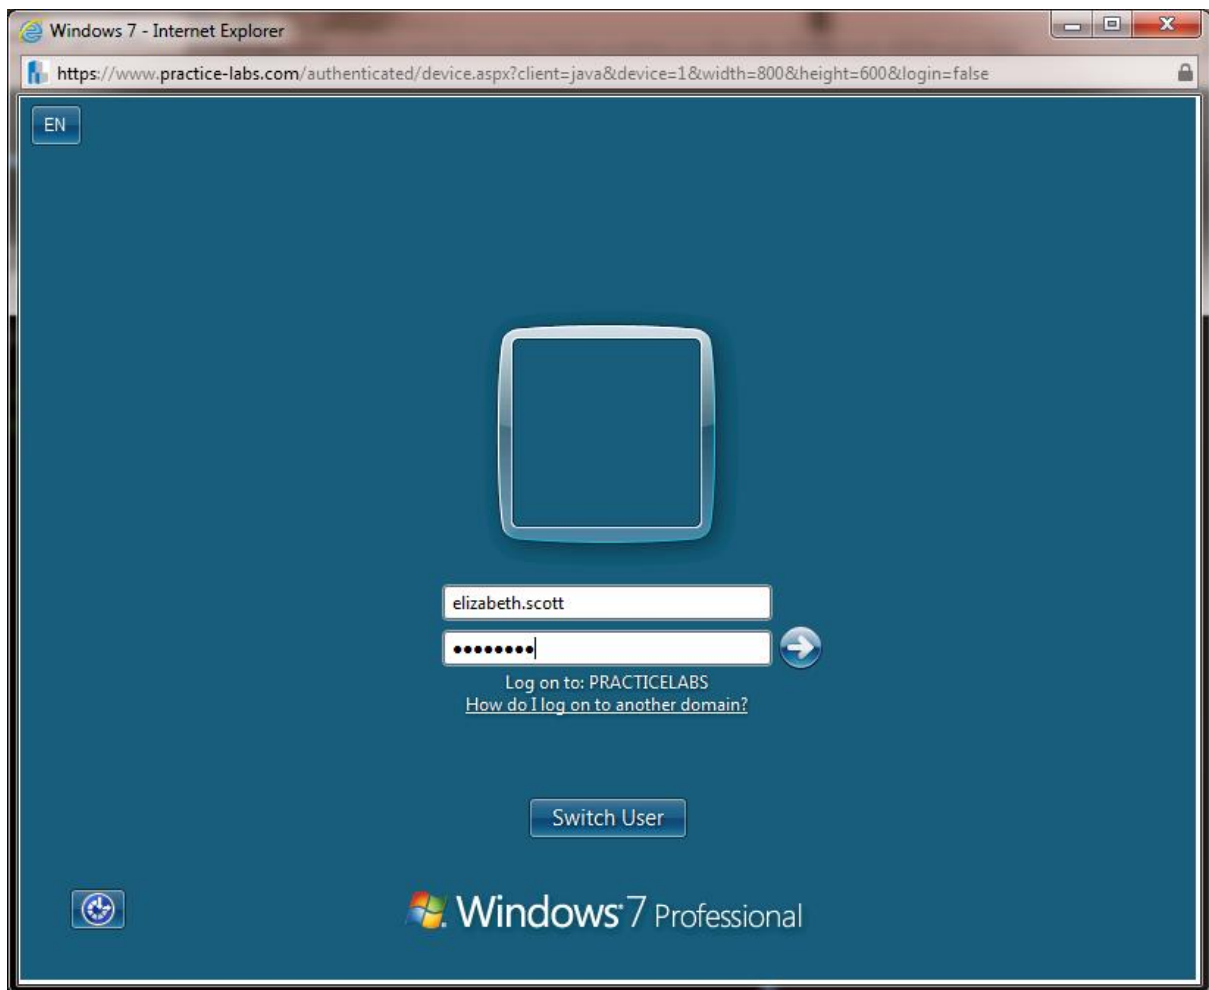 Windows 7 - Internet Explorer
https://www.practice-labs.com/authenticated/device.aspx?client=java&device=1&width=800&height=600&login=false
EN
elizabeth.scott
••••••••
Log on to: PRACTICELABS
How do I log on to another domain?
Switch User
Windows 7 Professional